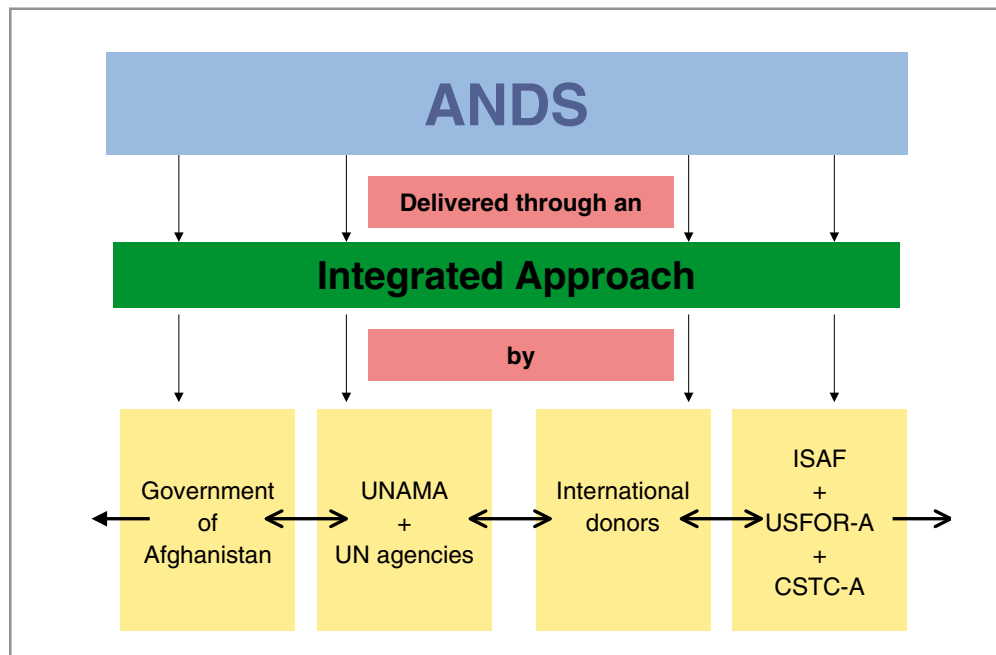 ANDS
Delivered through an
Integrated Approach
by
Government
of
Afghanistan
UNAMA
+
UN agencies
International
donors
ISAF
+
USFOR-A
+
CSTC-A